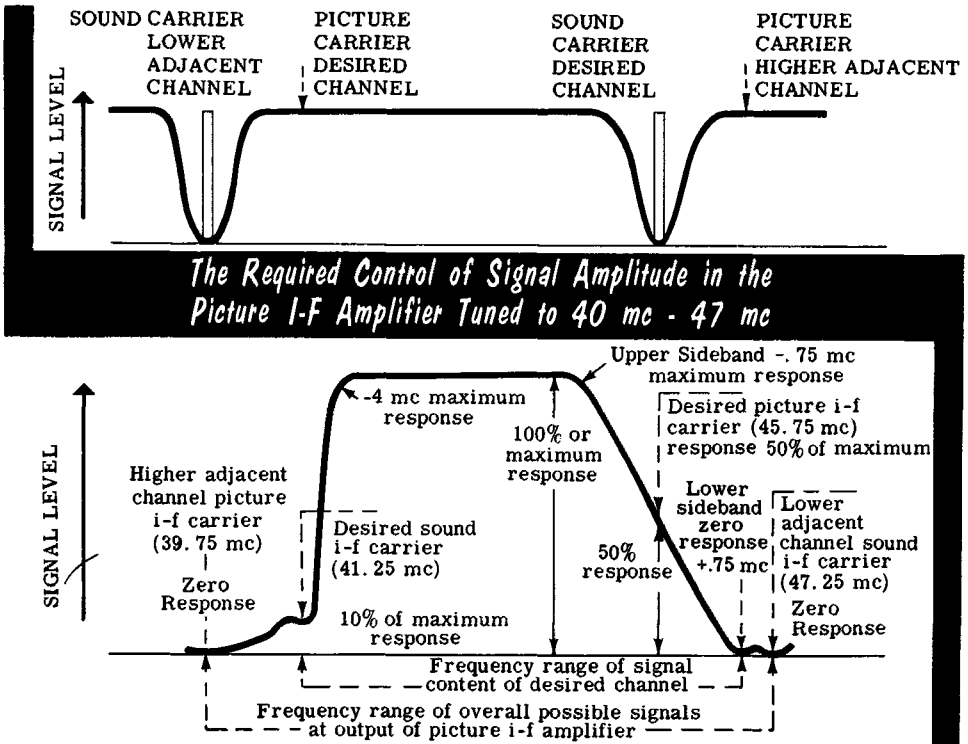 SOUND CARRIER
LOWER
ADJACENT
CHANNEL
PICTURE
CARRIER
DESIRED
CHANNEL
SOUND
CARRIER
DESIRED
CHANNEL
PICTURE
CARRIER
HIGHER ADJACENT
CHANNEL
SIGNAL LEVEL
The Required Control of Signal Amplitude in the
Picture I-F Amplifier Tuned to 40 mc - 47 mc
Upper Sideband -.75 mc
maximum response
-4 mc maximum
response
100% or
maximum
response
Desired picture i-f
carrier (45.75 mc)
response 50% of maximum
SIGNAL LEVEL
Higher adjacent
channel picture
i-f carrier
(39.75 mc)
Zero
Response
Desired sound
i-f carrier
(41.25 mc)
10% of maximum
response
50%
response
Lower
sideband
zero
response
+.75 mc
Lower
adjacent
channel sound
i-f carrier
(47.25 mc)
Zero
Response
Frequency range of signal
content of desired channel
Frequency range of overall possible signals
at output of picture i-f amplifier